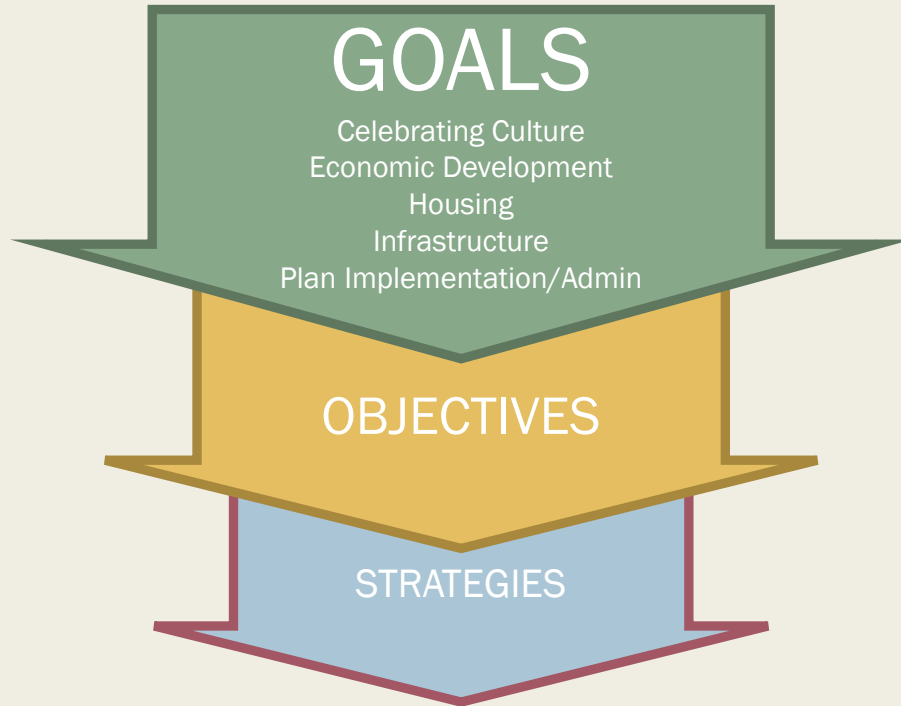 GOALS
Celebrating Culture
Economic Development
Housing
Infrastructure
Plan Implementation/Admin
OBJECTIVES
STRATEGIES